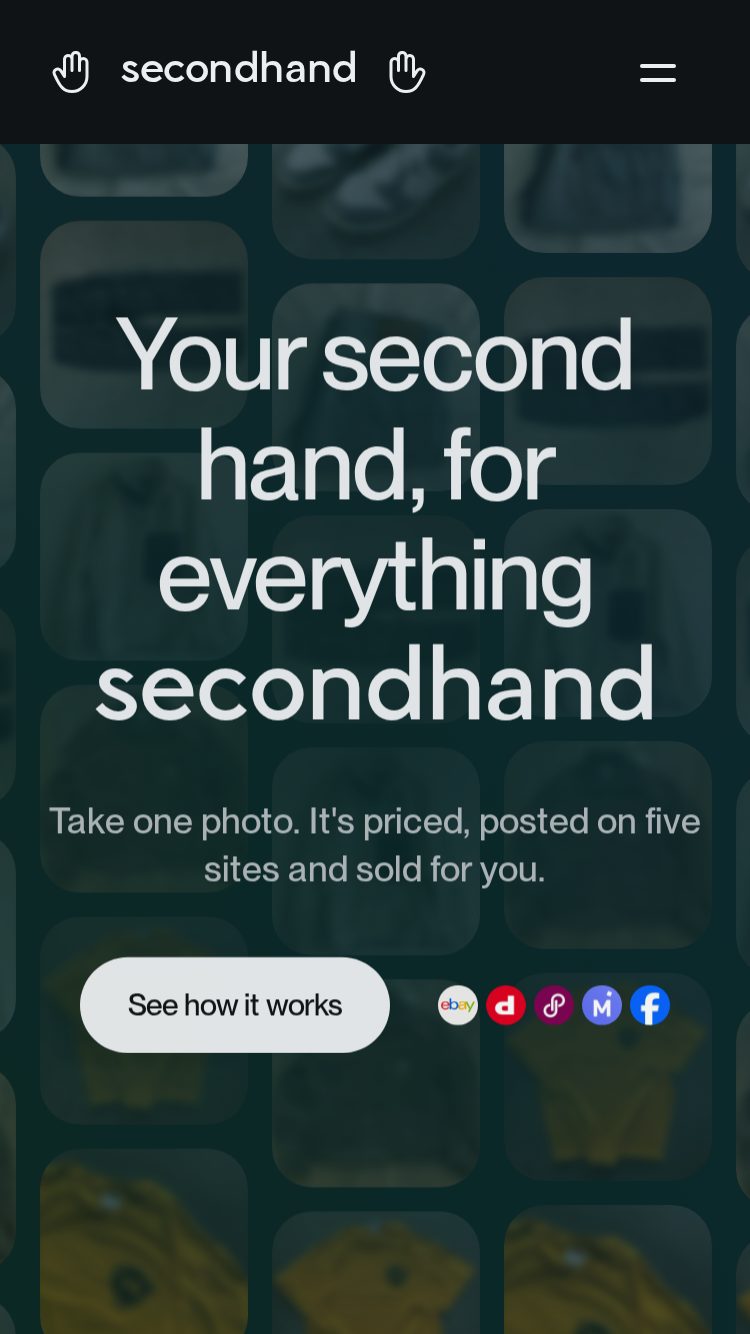 secondhand
Your second
hand, for
everything
secondhand
Take one photo. It's priced, posted on five
sites and sold for you.
See how it works
ebay
d
P
M
f